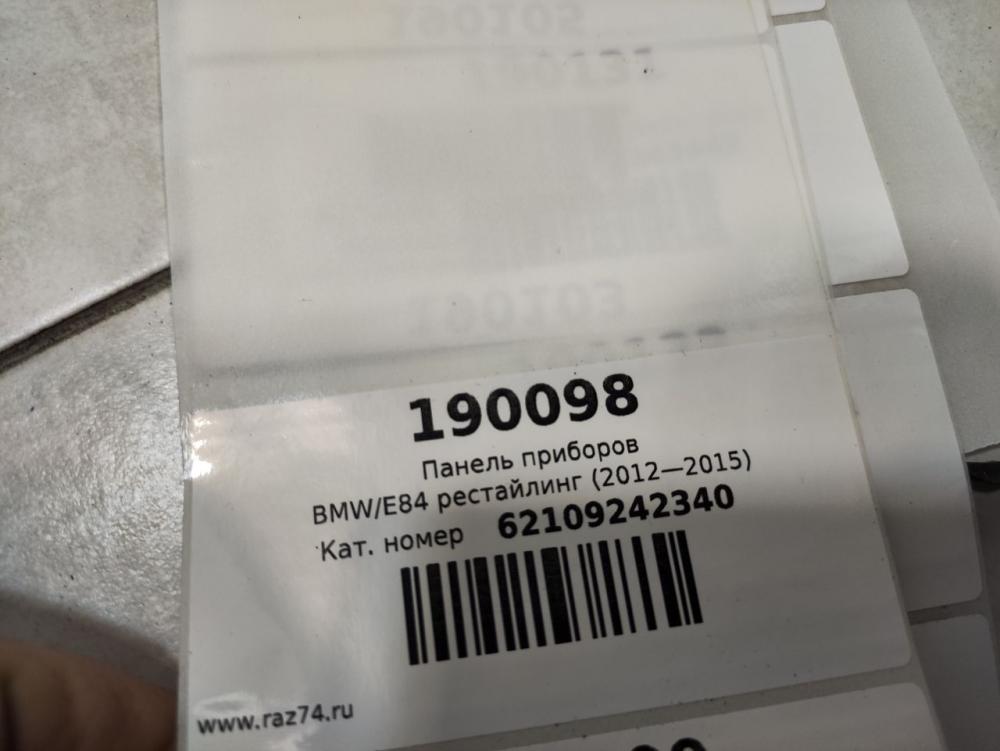 190098
Панель приборов
BMW/E84 рестайлинг (2012—2015)
Кат. номер 62109242340
www.raz74.ru